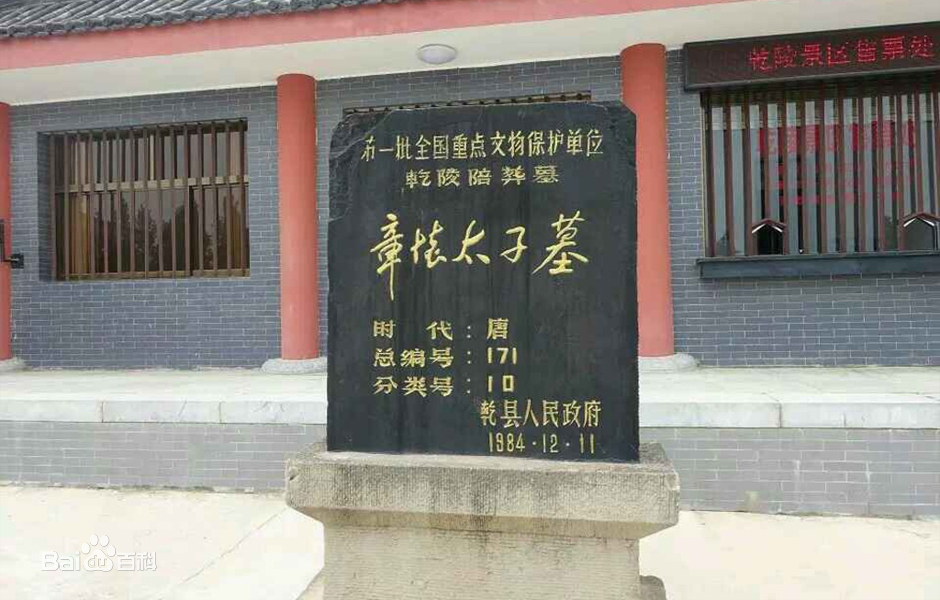 第一批全国重点文物保护单位
乾陵陪葬墓
章怀太子墓
时 代：唐
总编号：171
分类号：10
乾县人民政府
1984·12·11
乾陵景区售票处
Bai百科